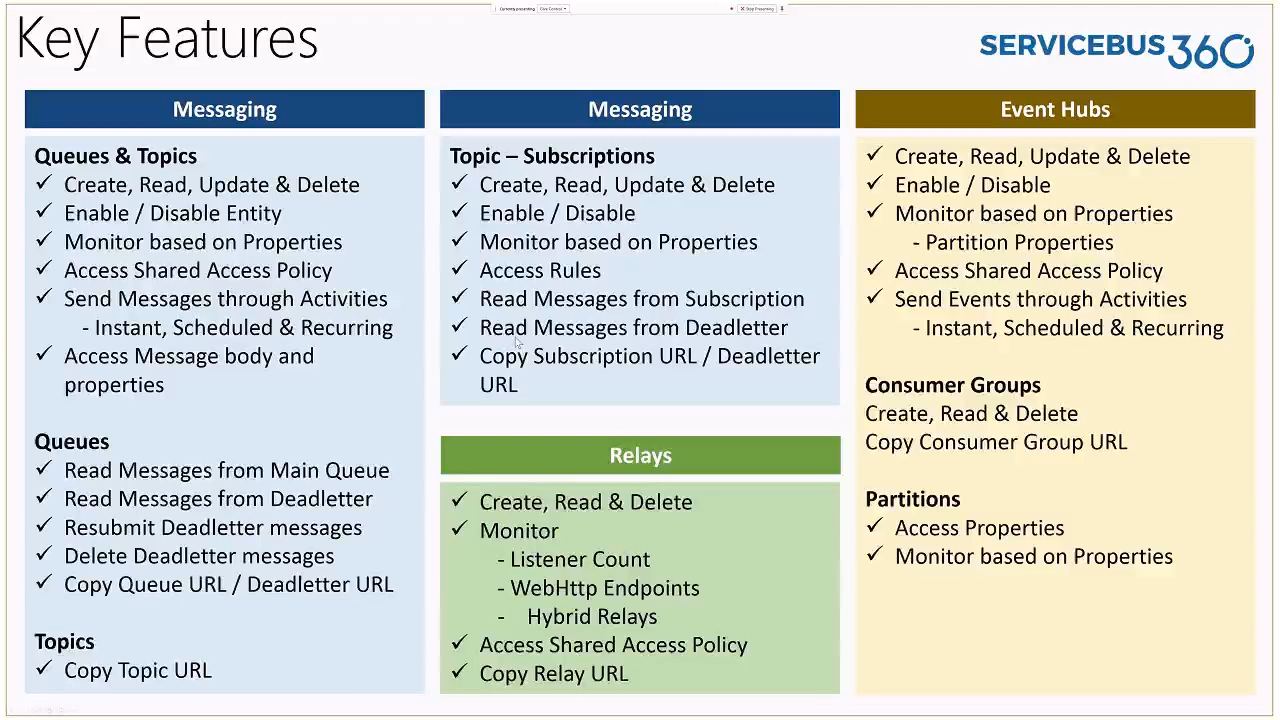 Currently presenting Give Control Stop Presenting
Key Features
SERVICEBUS360
Messaging
Queues & Topics
✓ Create, Read, Update & Delete
✓ Enable / Disable Entity
✓ Monitor based on Properties
✓ Access Shared Access Policy
✓ Send Messages through Activities
- Instant, Scheduled & Recurring
✓ Access Message body and
properties
Queues
✓ Read Messages from Main Queue
✓ Read Messages from Deadletter
✓ Resubmit Deadletter messages
✓ Delete Deadletter messages
✓ Copy Queue URL / Deadletter URL
Topics
✓ Copy Topic URL
Messaging
Topic – Subscriptions
✓ Create, Read, Update & Delete
✓ Enable / Disable
✓ Monitor based on Properties
✓ Access Rules
✓ Read Messages from Subscription
✓ Read Messages from Deadletter
✓ Copy Subscription URL / Deadletter
URL
Relays
✓ Create, Read & Delete
✓ Monitor
- Listener Count
- WebHttp Endpoints
- Hybrid Relays
✓ Access Shared Access Policy
✓ Copy Relay URL
Event Hubs
✓ Create, Read, Update & Delete
✓ Enable / Disable
✓ Monitor based on Properties
- Partition Properties
✓ Access Shared Access Policy
✓ Send Events through Activities
- Instant, Scheduled & Recurring
Consumer Groups
Create, Read & Delete
Copy Consumer Group URL
Partitions
✓ Access Properties
✓ Monitor based on Properties